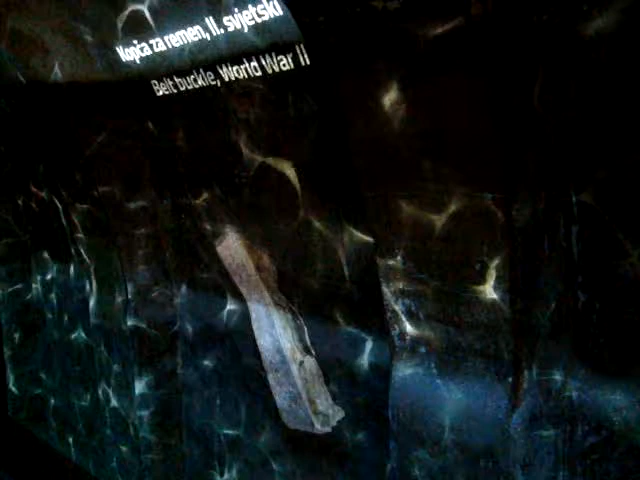 Kopča za remen, II. svjetski
Belt buckle, World War II